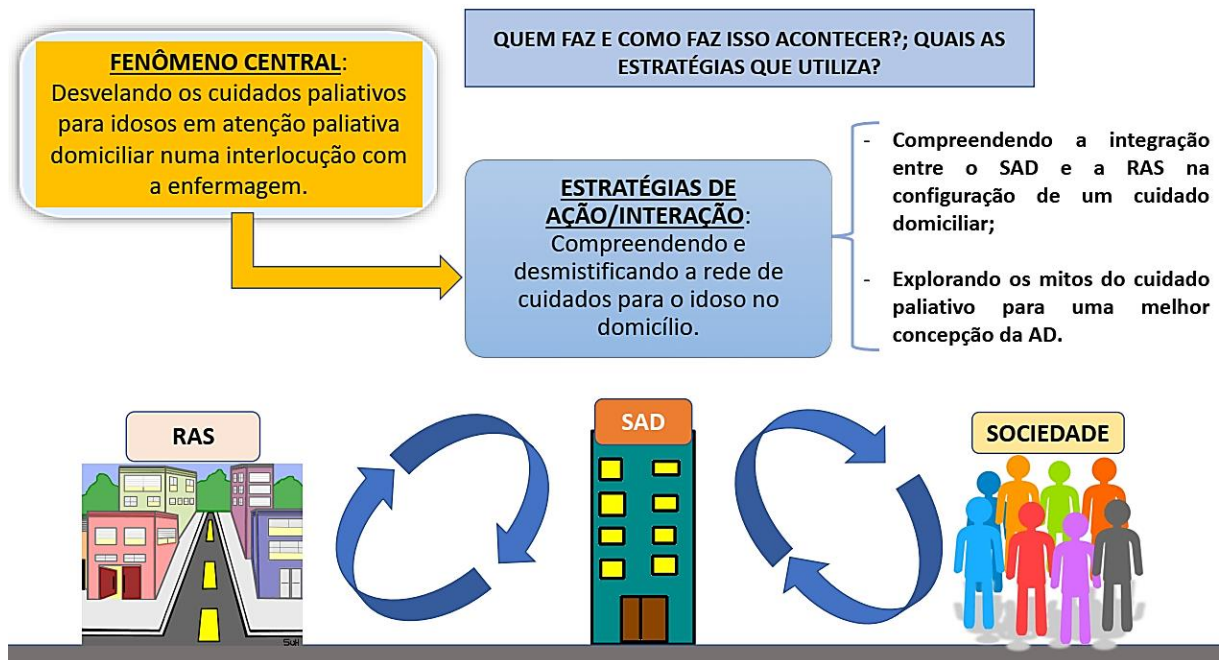 FENÔMENO CENTRAL:
Desvelando os cuidados paliativos
para idosos em atenção paliativa
domiciliar numa interlocução com
a enfermagem.
QUEM FAZ E COMO FAZ ISSO ACONTECER?; QUAIS AS
ESTRATÉGIAS QUE UTILIZA?
ESTRATÉGIAS DE
AÇÃO/INTERAÇÃO:
Compreendendo e
desmistificando a rede de
cuidados para o idoso no
domicílio.
- Compreendendo a integração
entre o SAD e a RAS na
configuração de um cuidado
domiciliar;
- Explorando os mitos do cuidado
paliativo para uma melhor
concepção da AD.
RAS
SAD
SOCIEDADE